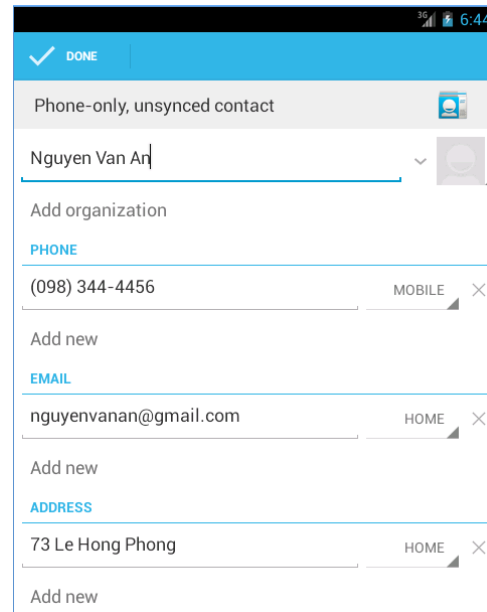 3G 6:44
DONE
Phone-only, unsynced contact
Nguyen Van An
Add organization
PHONE
(098) 344-4456 MOBILE
Add new
EMAIL
nguyenvanan@gmail.com HOME
Add new
ADDRESS
73 Le Hong Phong HOME
Add new